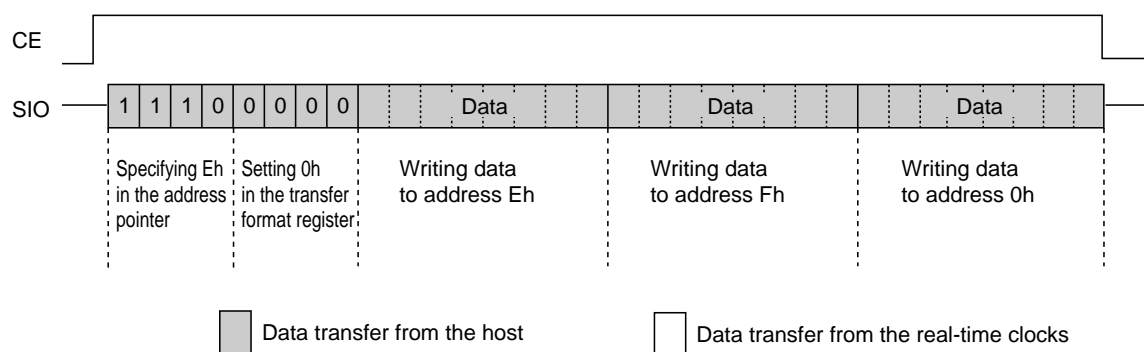 CE
SIO
1 1 1 0 0 0 0 0 Data Data Data
Specifying Eh
in the address
pointer
Setting 0h
in the transfer
format register
Writing data
to address Eh
Writing data
to address Fh
Writing data
to address 0h
Data transfer from the host
Data transfer from the real-time clocks